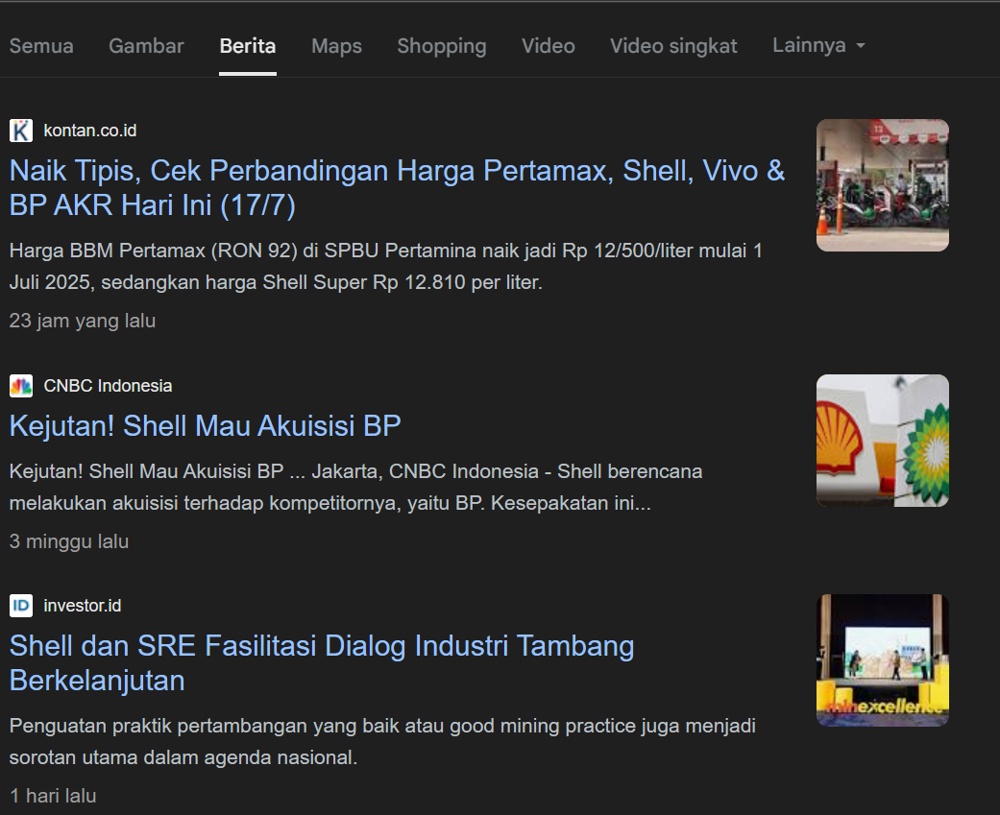 Semua Gambar Berita Maps Shopping Video Video singkat Lainnya
kontan.co.id
Naik Tipis, Cek Perbandingan Harga Pertamax, Shell, Vivo &
BP AKR Hari Ini (17/7)
Harga BBM Pertamax (RON 92) di SPBU Pertamina naik jadi Rp 12/500/liter mulai 1
Juli 2025, sedangkan harga Shell Super Rp 12.810 per liter.
23 jam yang lalu
CNBC Indonesia
Kejutan! Shell Mau Akuisisi BP
Kejutan! Shell Mau Akuisisi BP ... Jakarta, CNBC Indonesia - Shell berencana
melakukan akuisisi terhadap kompetitornya, yaitu BP. Kesepakatan ini...
3 minggu lalu
ID investor.id
Shell dan SRE Fasilitasi Dialog Industri Tambang
Berkelanjutan
Penguatan praktik pertambangan yang baik atau good mining practice juga menjadi
sorotan utama dalam agenda nasional.
1 hari lalu
minexcellence